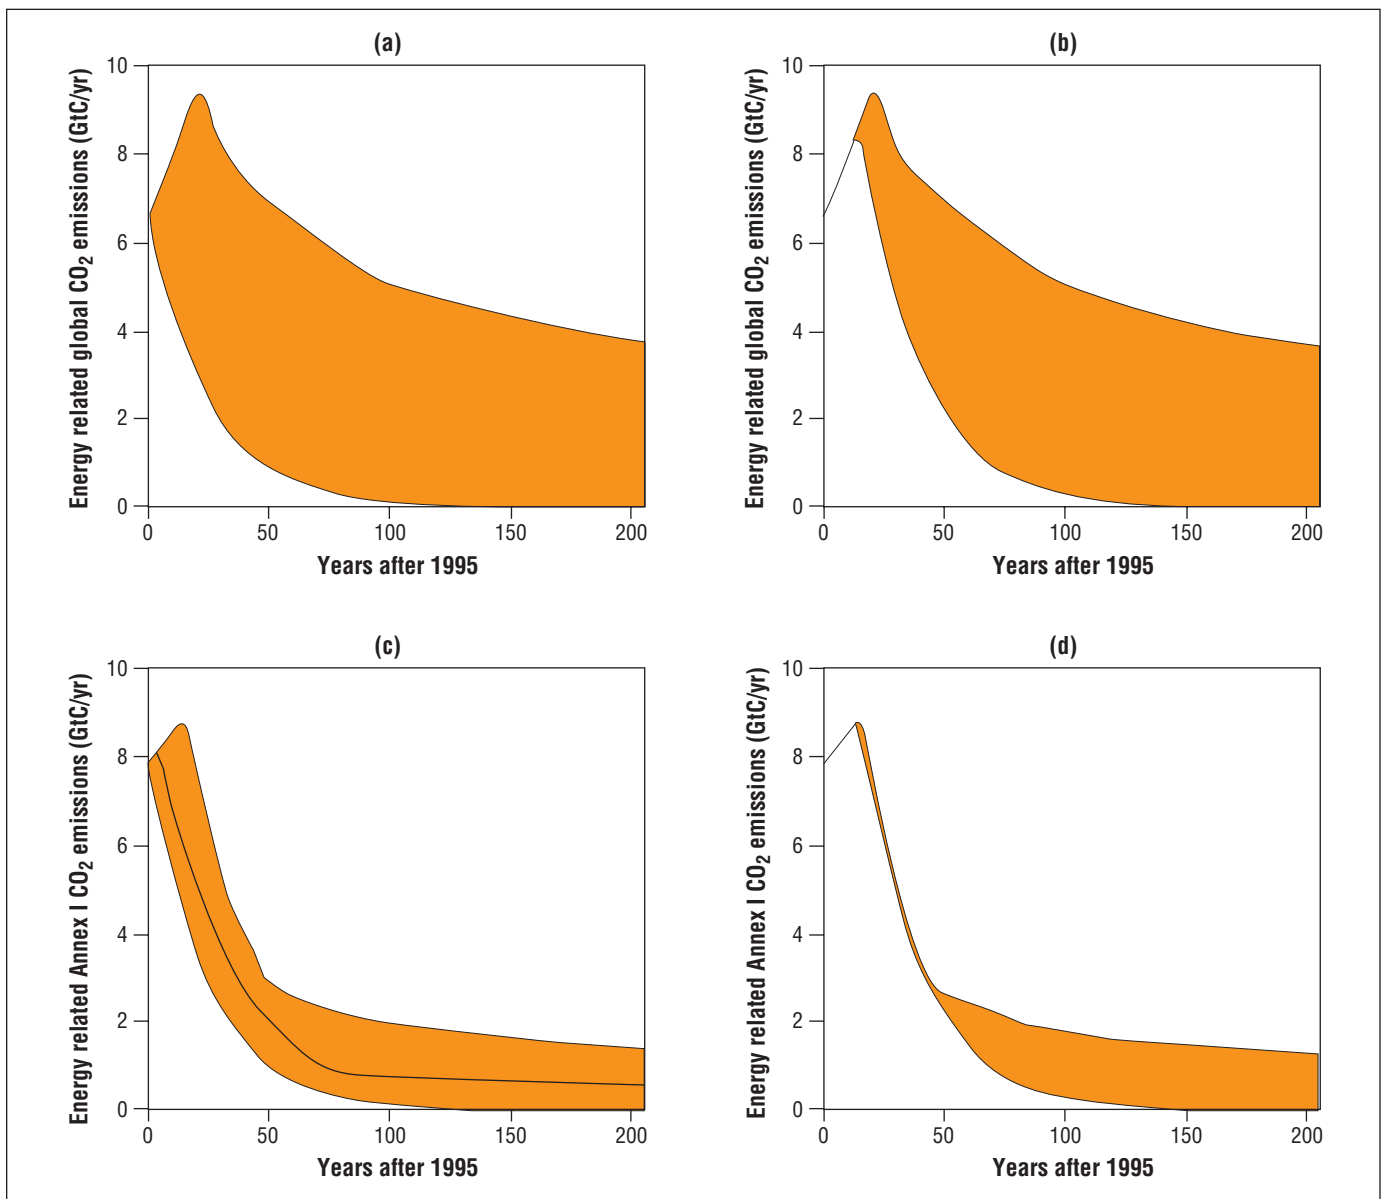 (a)
Energy related global CO₂ emissions (GtC/yr)
10
8
6
4
2
0
0 50 100 150 200
Years after 1995
(b)
Energy related global CO₂ emissions (GtC/yr)
10
8
6
4
2
0
0 50 100 150 200
Years after 1995
(c)
Energy related Annex I CO₂ emissions (GtC/yr)
10
8
6
4
2
0
0 50 100 150 200
Years after 1995
(d)
Energy related Annex I CO₂ emissions (GtC/yr)
10
8
6
4
2
0
0 50 100 150 200
Years after 1995